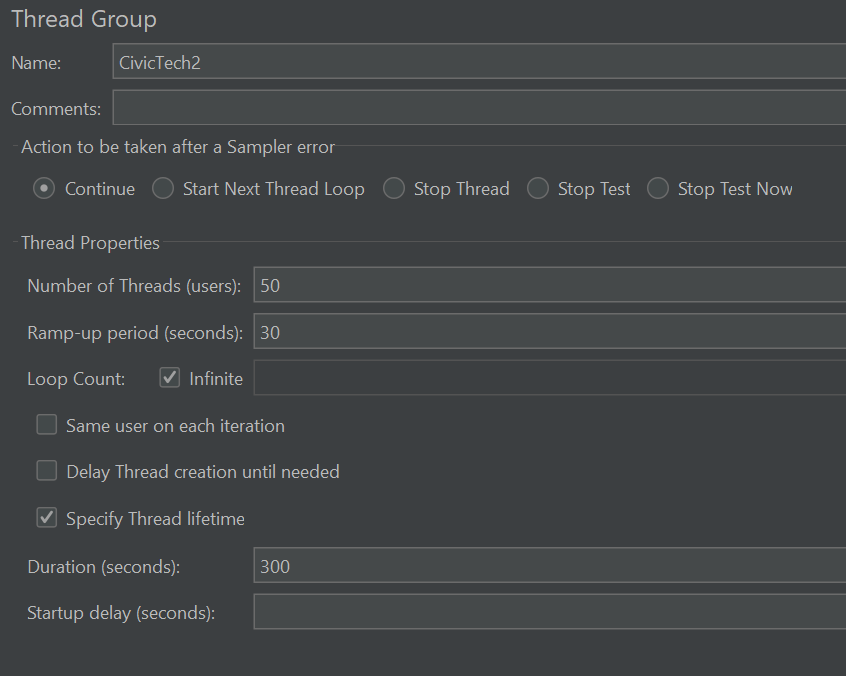 Thread Group
Name: CivicTech2
Comments:
Action to be taken after a Sampler error
Continue Start Next Thread Loop Stop Thread Stop Test Stop Test Now
Thread Properties
Number of Threads (users): 50
Ramp-up period (seconds): 30
Loop Count: Infinite
Same user on each iteration
Delay Thread creation until needed
Specify Thread lifetime
Duration (seconds): 300
Startup delay (seconds):